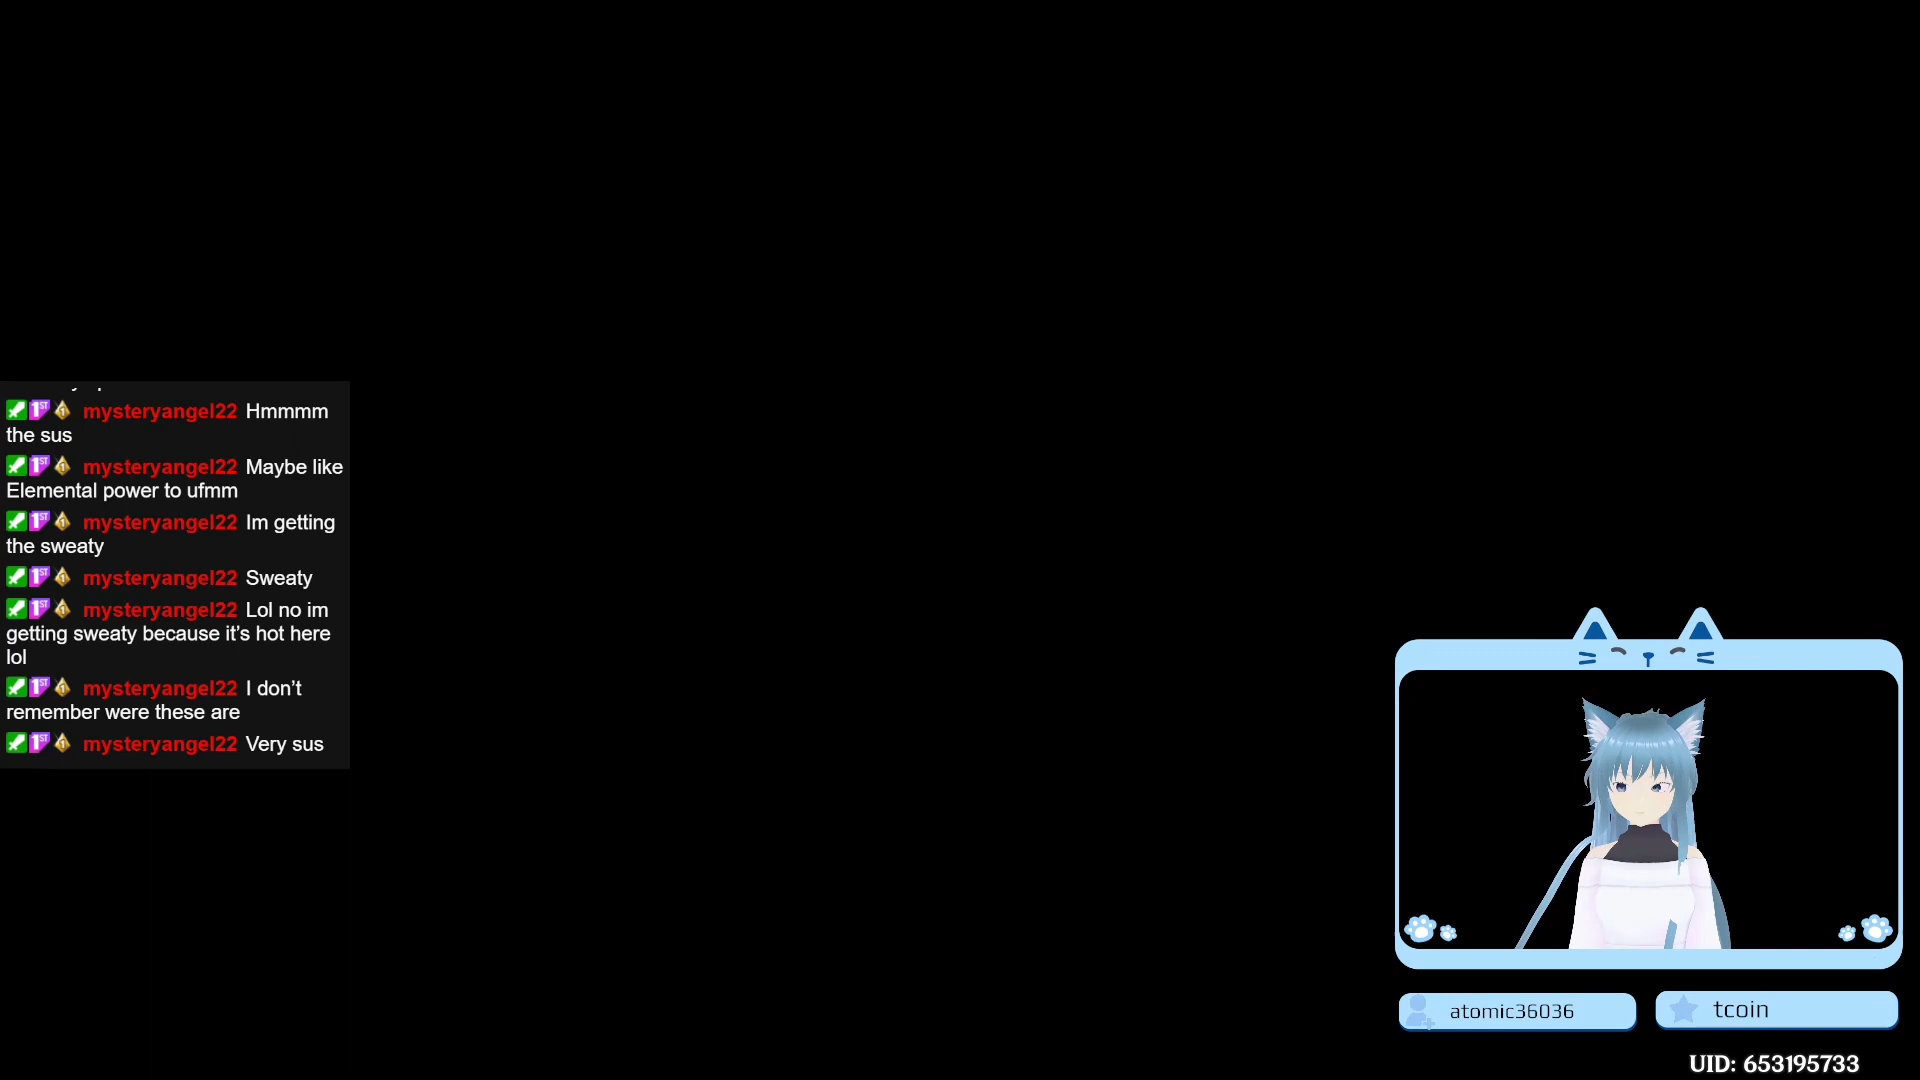 mysteryangel22 Hmmmm
the sus
mysteryangel22 Maybe like
Elemental power to ufmm
mysteryangel22 Im getting
the sweaty
mysteryangel22 Sweaty
mysteryangel22 Lol no im
getting sweaty because it’s hot here
lol
mysteryangel22 I don’t
remember were these are
mysteryangel22 Very sus
atomic36036
tcoin
UID: 653195733